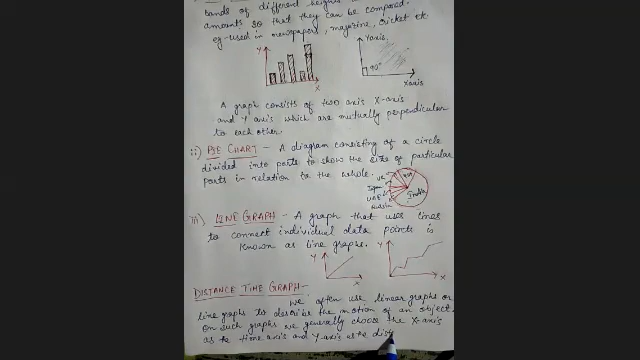 bands of different heights
amounts so that they can be compared.
eg-used in newspapers, magazine, cricket etc
Y
X
Y axis
90°
X axis
A graph consists of two axis X-axis
and Y axis which are mutually perpendicular
to each other.
ii) PIE CHART - A diagram consisting of a circle
divided into parts to show the size of particular
parts in relation to the whole.
UK
UAE
Russia
India
iii) LINE GRAPH - A graph that uses lines
to connect individual data points is
known as line graphs.
Y
X
Y
X
DISTANCE TIME GRAPH -
We often use linear graphs or
line graphs to describe the motion of an object.
On such graphs we generally choose the X-axis
as the time axis and Y-axis as the dist